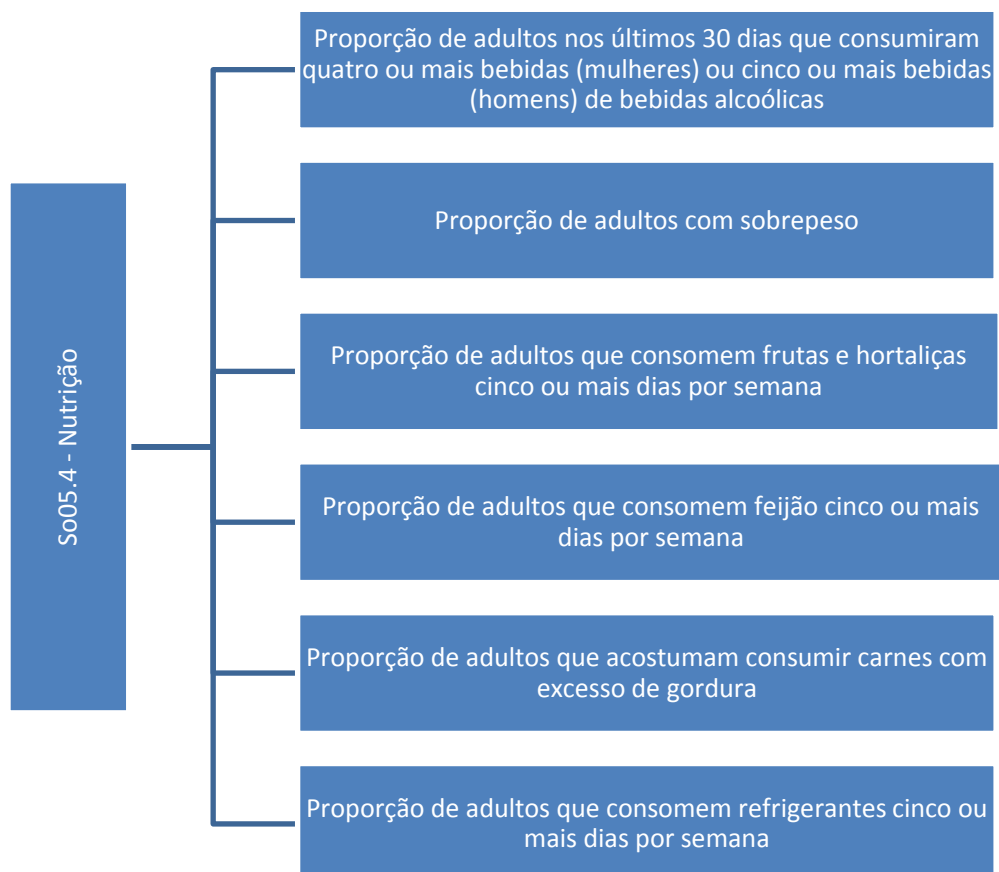 So05.4 - Nutrição
Proporção de adultos nos últimos 30 dias que consumiram
quatro ou mais bebidas (mulheres) ou cinco ou mais bebidas
(homens) de bebidas alcoólicas
Proporção de adultos com sobrepeso
Proporção de adultos que consomem frutas e hortaliças
cinco ou mais dias por semana
Proporção de adultos que consomem feijão cinco ou mais
dias por semana
Proporção de adultos que acostumam consumir carnes com
excesso de gordura
Proporção de adultos que consomem refrigerantes cinco ou
mais dias por semana